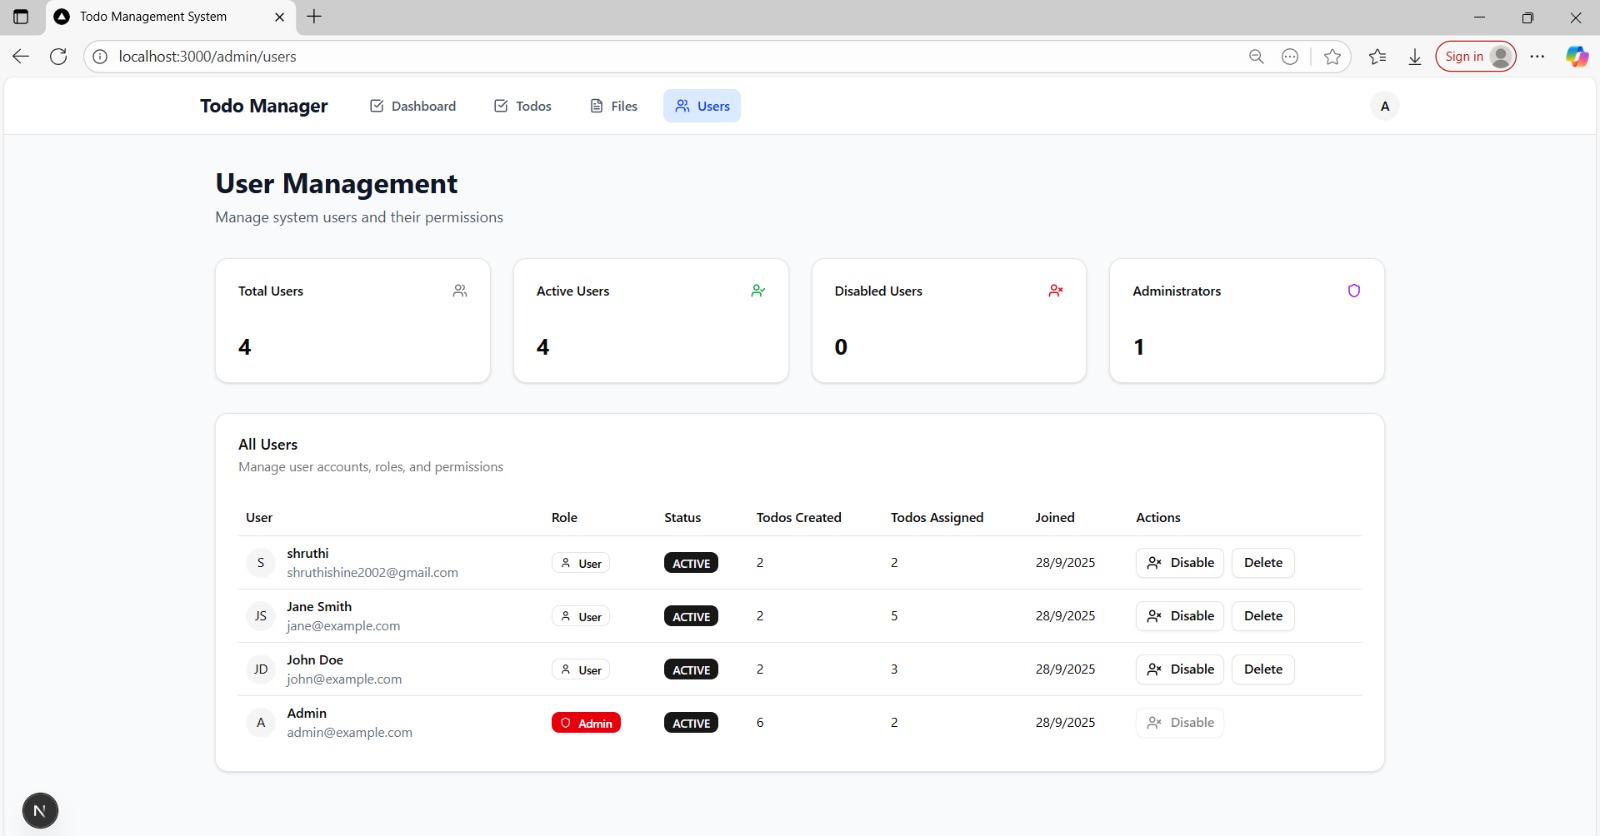 Todo Management System
localhost:3000/admin/users
Sign in
Todo Manager Dashboard Todos Files Users A
User Management
Manage system users and their permissions
Total Users
4
Active Users
4
Disabled Users
0
Administrators
1
All Users
Manage user accounts, roles, and permissions
User Role Status Todos Created Todos Assigned Joined Actions
S shruthi
shruthishine2002@gmail.com
User ACTIVE 2 2 28/9/2025 Disable Delete
JS Jane Smith
jane@example.com
User ACTIVE 2 5 28/9/2025 Disable Delete
JD John Doe
john@example.com
User ACTIVE 2 3 28/9/2025 Disable Delete
A Admin
admin@example.com
Admin ACTIVE 6 2 28/9/2025 Disable
N